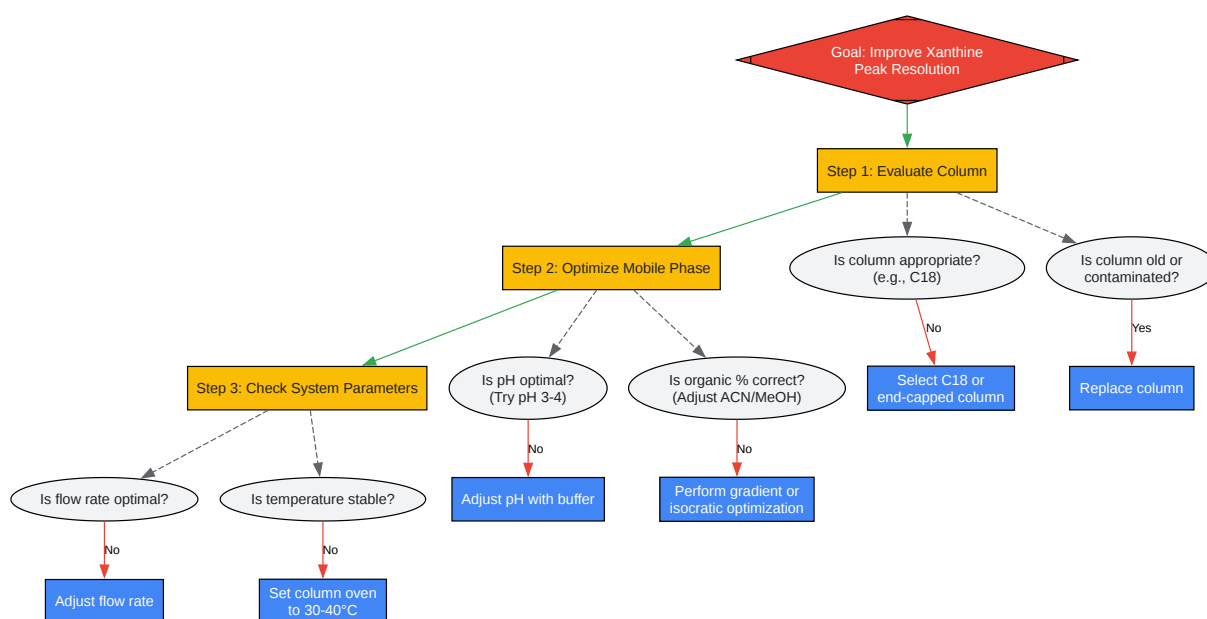 Goal: Improve Xanthine
Peak Resolution
Step 1: Evaluate Column
Step 2: Optimize Mobile Phase
Is column appropriate?
(e.g., C18)
Is column old or
contaminated?
No
Yes
Step 3: Check System Parameters
Is pH optimal?
(Try pH 3-4)
Is organic % correct?
(Adjust ACN/MeOH)
Select C18 or
end-capped column
Replace column
No
No
Is flow rate optimal?
Is temperature stable?
Adjust pH with buffer
Perform gradient or
isocratic optimization
No
No
Adjust flow rate
Set column oven
to 30-40°C